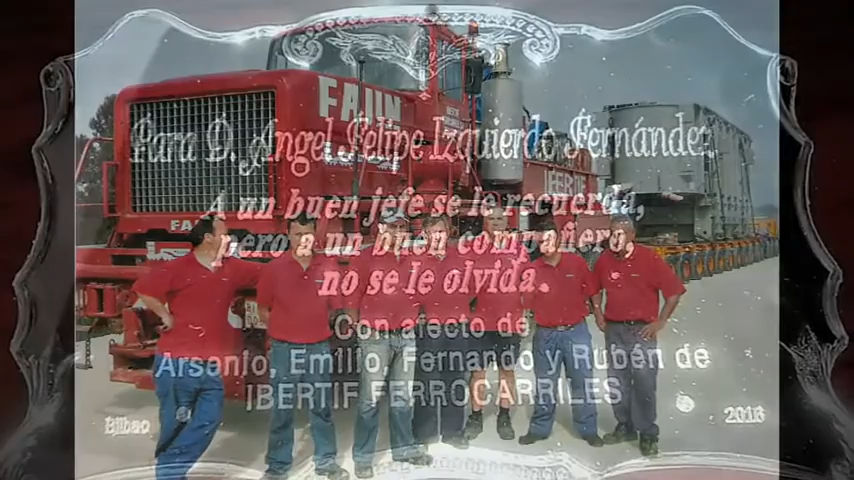 FAUN
Para D. Angel Felipe Izquierdo Fernández
A un buen jefe se le recuerda,
pero a un buen compañero
no se le olvida.
Con afecto de
Arsenio, Emilio, Fernando y Rubén de
IBERTIF FERROCARRILES
Bilbao
2016